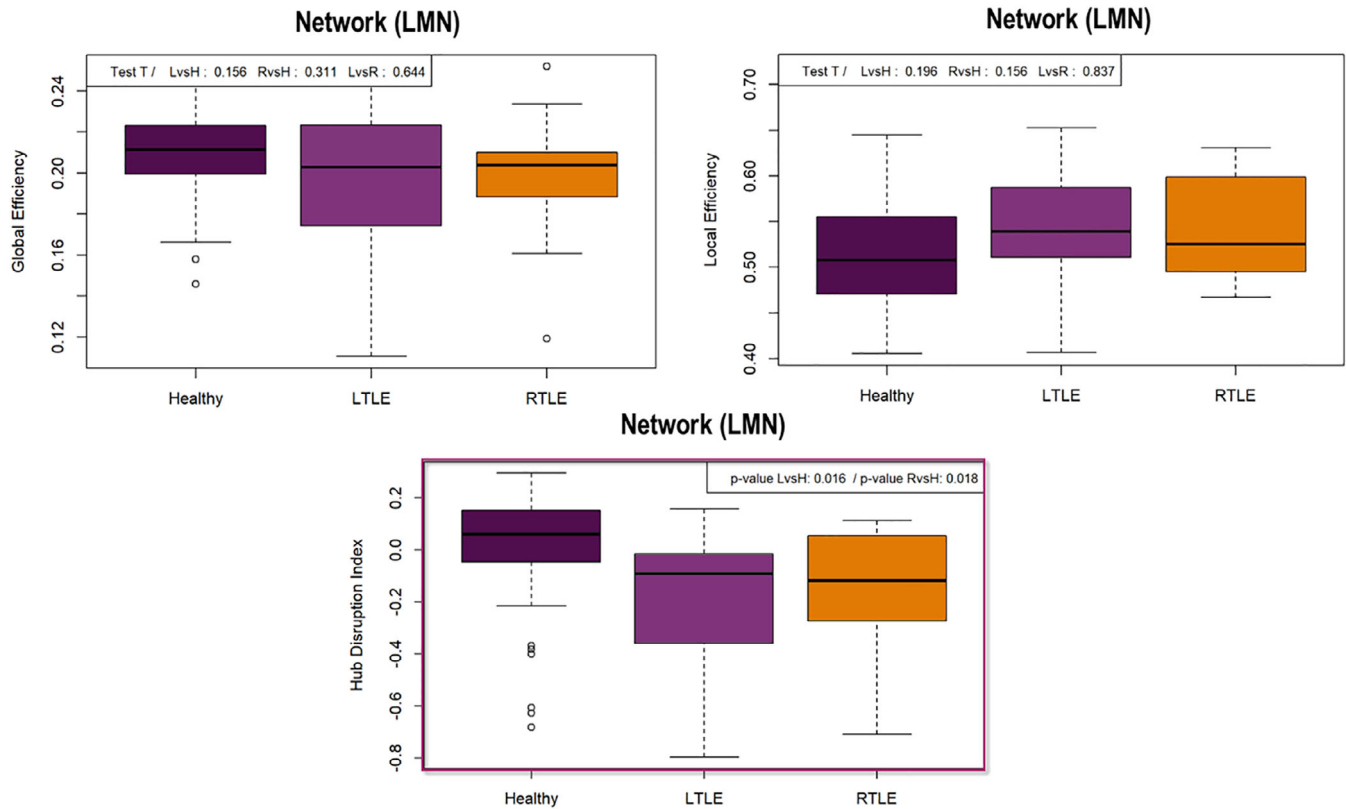 Network (LMN)
Test T / LvsH : 0.156 RvsH : 0.311 LvsR : 0.644
Global Efficiency
0.24
0.20
0.16
0.12
Healthy LTLE RTLE
Network (LMN)
Test T / LvsH : 0.196 RvsH : 0.156 LvsR : 0.837
Local Efficiency
0.70
0.60
0.50
0.40
Healthy LTLE RTLE
Network (LMN)
p-value LvsH: 0.016 / p-value RvsH: 0.018
Hub Disruption Index
0.2
0.0
-0.2
-0.4
-0.6
-0.8
Healthy LTLE RTLE